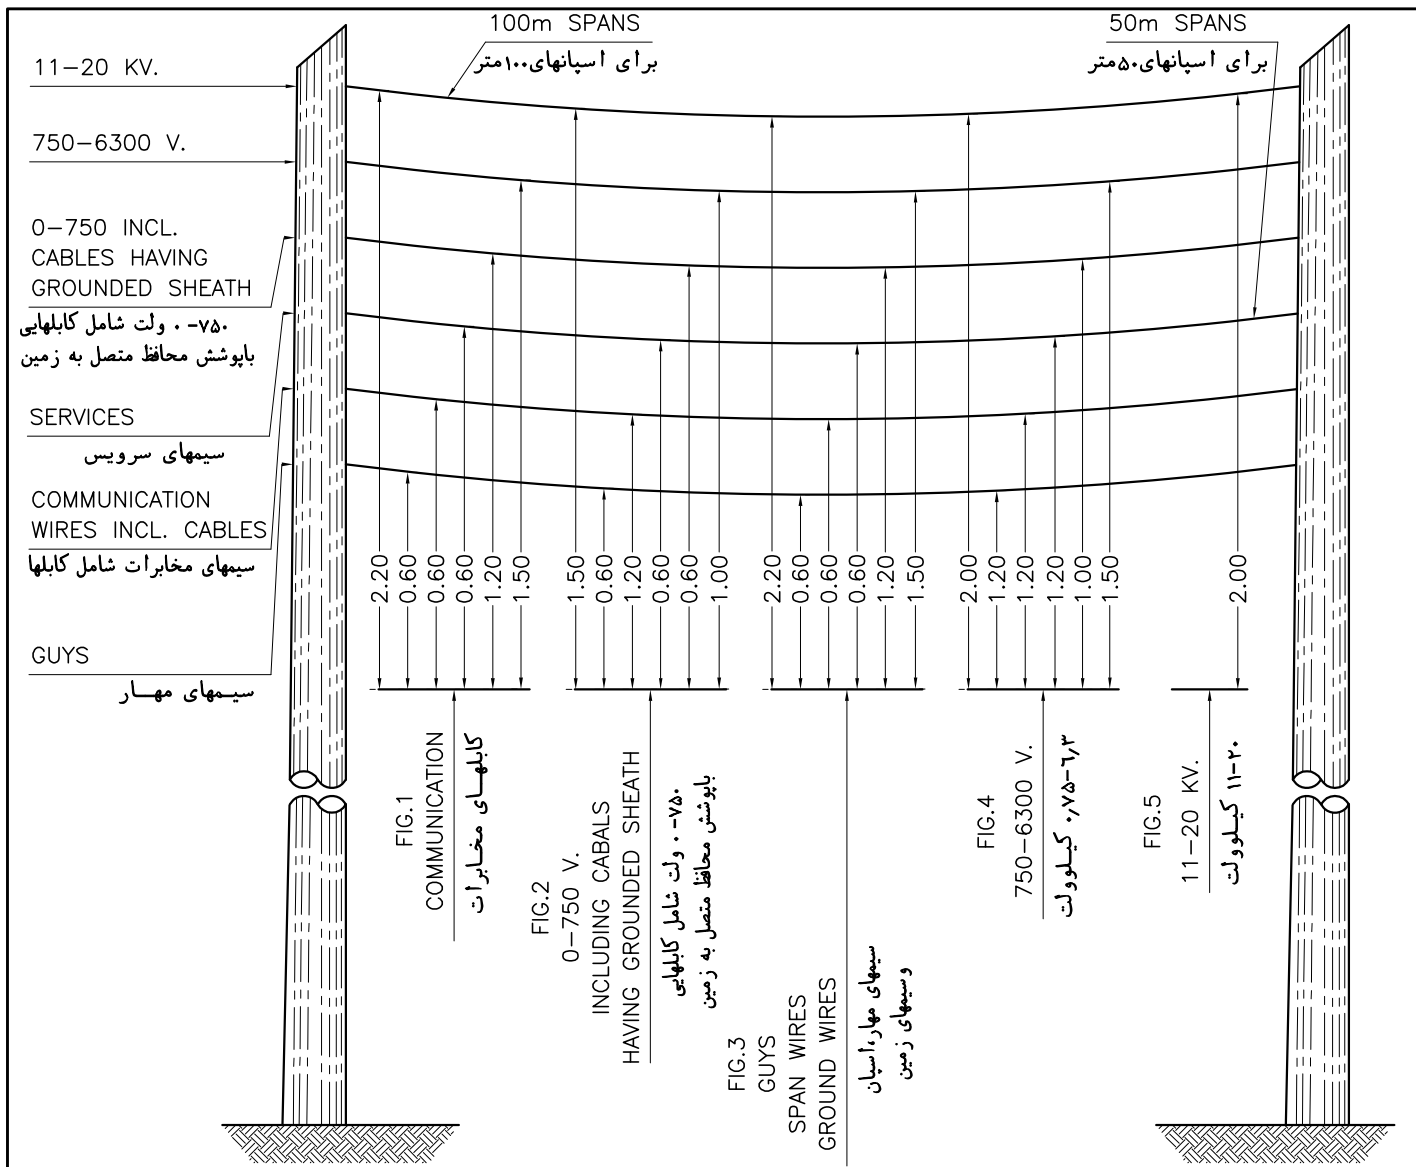 100m SPANS
برای اسپانهای۱۰۰متر
50m SPANS
برای اسپانهای۵۰متر
11-20 KV.
750-6300 V.
0-750 INCL.
CABLES HAVING
GROUNDED SHEATH
۰-۷۵۰ ولت شامل کابلهایی
باپوشش محافظ متصل به زمین
SERVICES
سیمهای سرویس
COMMUNICATION
WIRES INCL. CABLES
سیمهای مخابرات شامل کابلها
GUYS
سیمهای مهار
2.20
0.60
0.60
0.60
1.20
1.50
1.50
0.60
1.20
0.60
0.60
1.00
2.20
0.60
0.60
0.60
1.20
1.50
2.00
1.20
1.20
1.20
1.00
1.50
2.00
FIG.1
COMMUNICATION
کابلهای مخابرات
FIG.2
0-750 V.
INCLUDING CABALS
HAVING GROUNDED SHEATH
۰-۷۵۰ ولت شامل کابلهایی
باپوشش محافظ متصل به زمین
FIG.3
GUYS
SPAN WIRES
GROUND WIRES
سیمهای مهار،اسپان
وسیمهای زمین
FIG.4
750-6300 V.
۰٫۷۵-۶٫۳ کیلوولت
FIG.5
11-20 KV.
۱۱-۲۰ کیلوولت